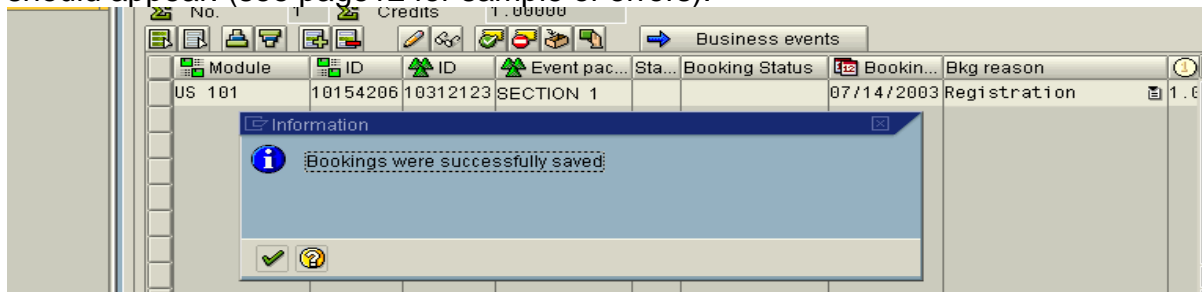 should appear. (see page12 for sample of errors).
No. 1 Credits 1.00000
Business events
Module ID ID Event pac... Sta... Booking Status Bookin... Bkg reason
US 101 10154206 10312123 SECTION 1 07/14/2003 Registration
Information
Bookings were successfully saved